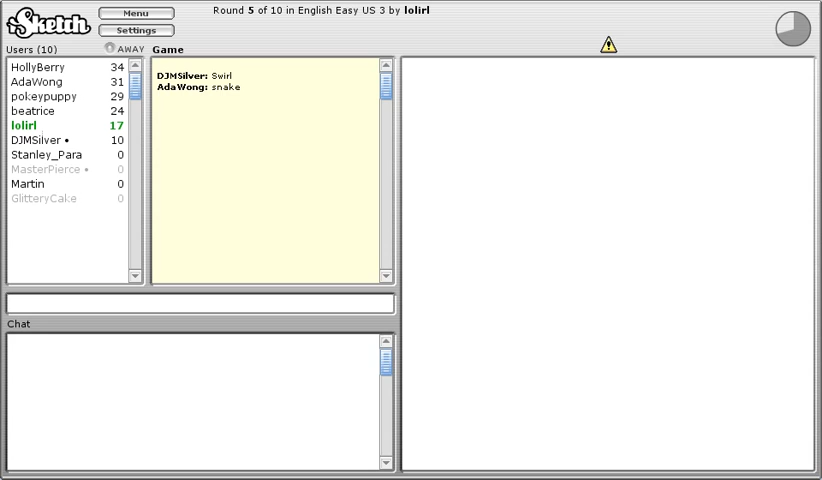 iSketch
Menu
Settings
Round 5 of 10 in English Easy US 3 by lolirl
Users (10)
AWAY
HollyBerry 34
AdaWong 31
pokeypuppy 29
beatrice 24
lolirl 17
DJMSilver • 10
Stanley_Para 0
MasterPierce • 0
Martin 0
GlitteryCake 0
Game
DJMSilver: Swirl
AdaWong: snake
Chat